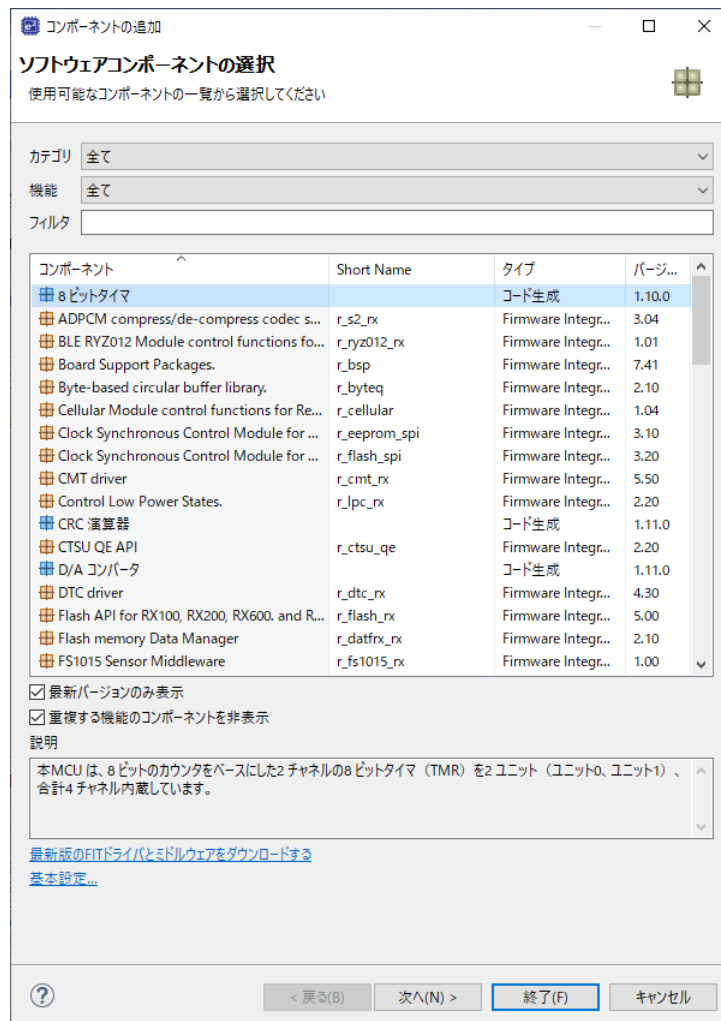 コンポーネントの追加
ソフトウェアコンポーネントの選択
使用可能なコンポーネントの一覧から選択してください
カテゴリ 全て
機能 全て
フィルタ
コンポーネント Short Name タイプ バージ...
8 ビットタイマ コード生成 1.10.0
ADPCM compress/de-compress codec s... r_s2_rx Firmware Integr... 3.04
BLE RYZ012 Module control functions fo... r_ryz012_rx Firmware Integr... 1.01
Board Support Packages. r_bsp Firmware Integr... 7.41
Byte-based circular buffer library. r_byteq Firmware Integr... 2.10
Cellular Module control functions for Re... r_cellular Firmware Integr... 1.04
Clock Synchronous Control Module for ... r_eeprom_spi Firmware Integr... 3.10
Clock Synchronous Control Module for ... r_flash_spi Firmware Integr... 3.20
CMT driver r_cmt_rx Firmware Integr... 5.50
Control Low Power States. r_lpc_rx Firmware Integr... 2.20
CRC 演算器 コード生成 1.11.0
CTSU QE API r_ctsu_qe Firmware Integr... 2.20
D/A コンバータ コード生成 1.11.0
DTC driver r_dtc_rx Firmware Integr... 4.30
Flash API for RX100, RX200, RX600. and R... r_flash_rx Firmware Integr... 5.00
Flash memory Data Manager r_datfrx_rx Firmware Integr... 2.10
FS1015 Sensor Middleware r_fs1015_rx Firmware Integr... 1.00
最新バージョンのみ表示
重複する機能のコンポーネントを非表示
説明
本MCU は、8 ビットのカウンタをベースにした2 チャネルの8 ビットタイマ（TMR）を2 ユニット（ユニット0、ユニット1）、
合計4 チャネル内蔵しています。
最新版のFITドライバとミドルウェアをダウンロードする
基本設定...
< 戻る(B) 次へ(N) > 終了(F) キャンセル